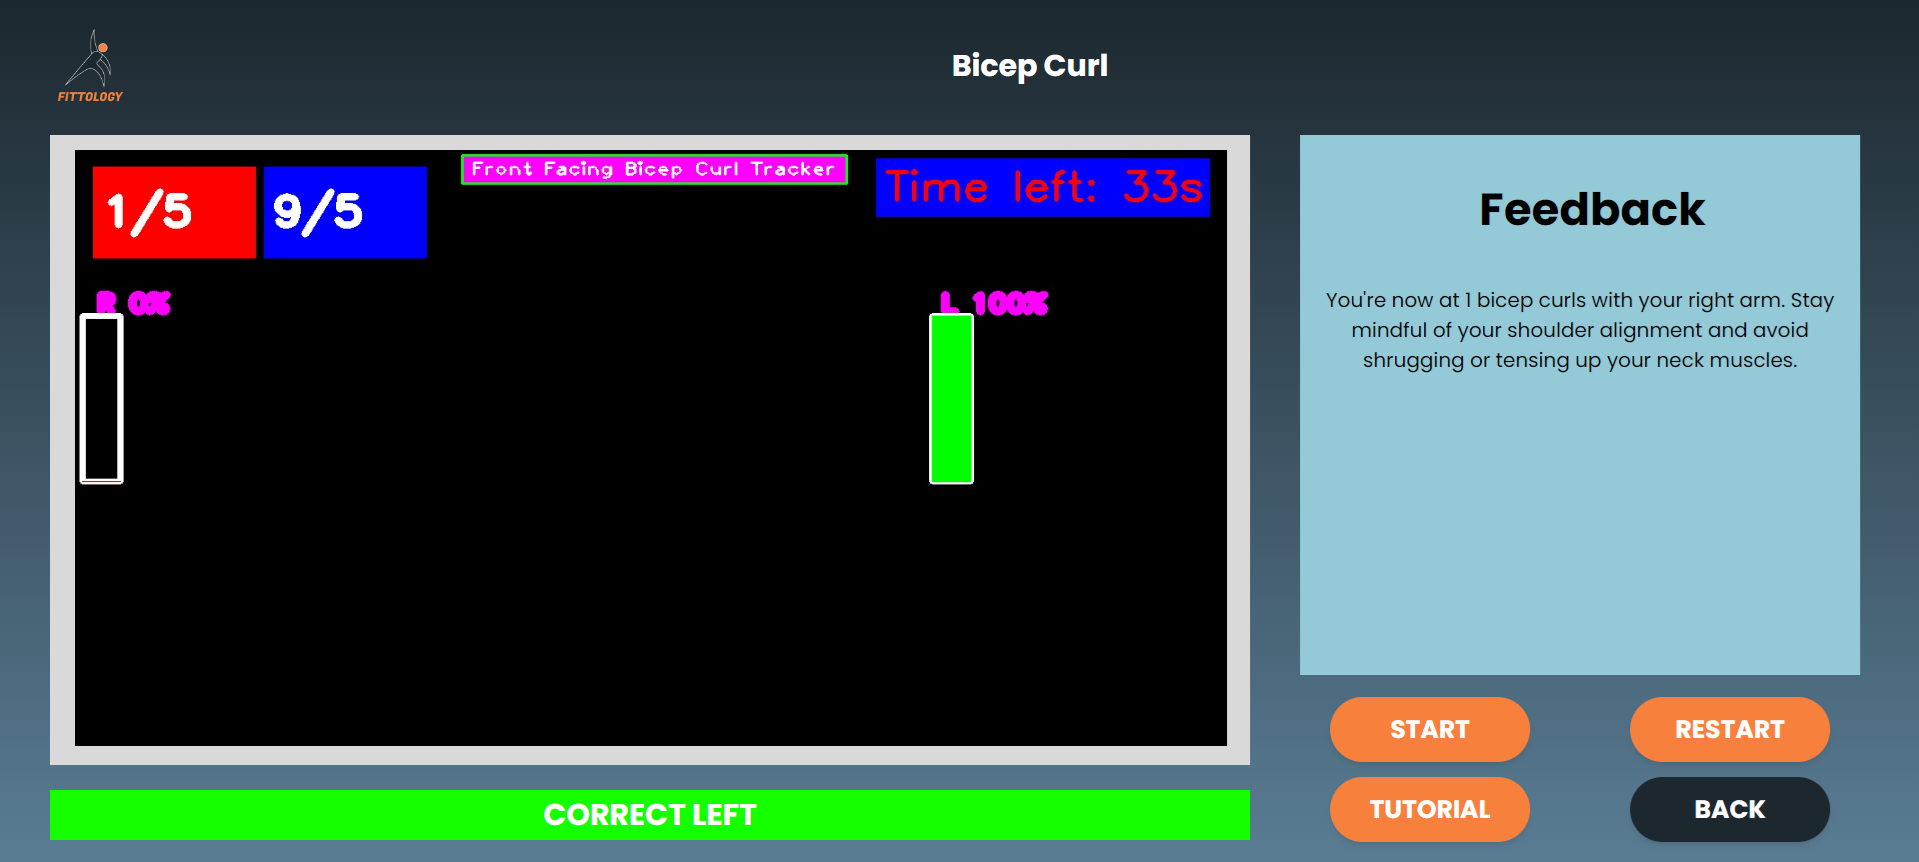 FITTOLOGY
Bicep Curl
1/5
9/5
Front Facing Bicep Curl Tracker
Time left: 33s
R 0%
L 100%
CORRECT LEFT
Feedback
You're now at 1 bicep curls with your right arm. Stay
mindful of your shoulder alignment and avoid
shrugging or tensing up your neck muscles.
START
RESTART
TUTORIAL
BACK